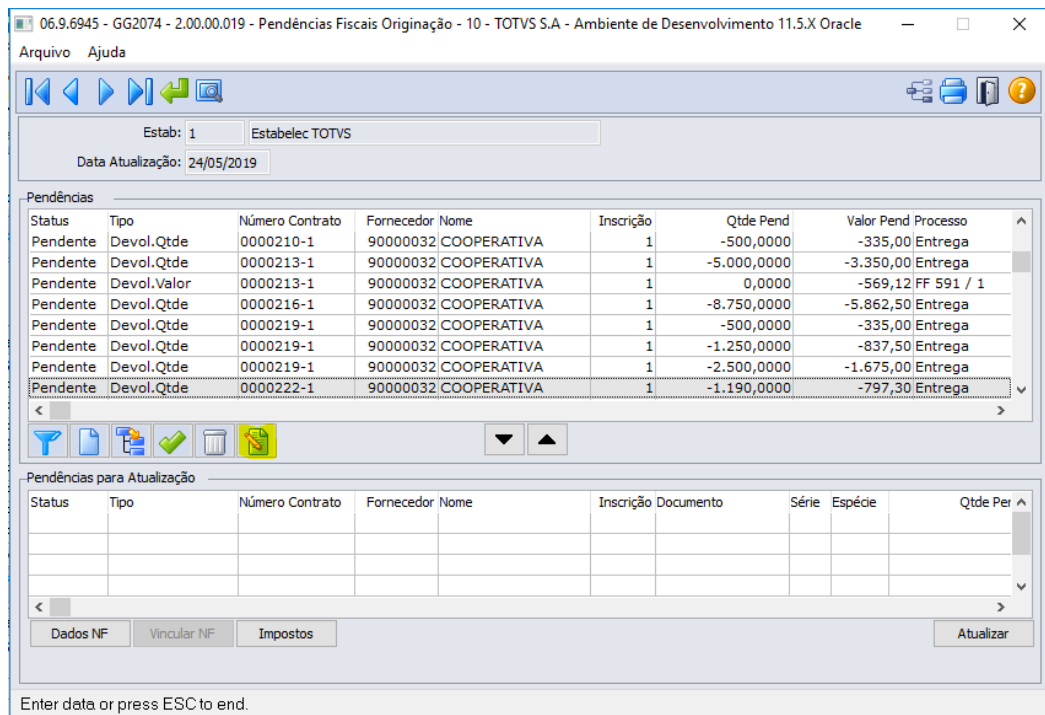 06.9.6945 - GG2074 - 2.00.00.019 - Pendências Fiscais Originação - 10 - TOTVS S.A - Ambiente de Desenvolvimento 11.5.X Oracle
Arquivo Ajuda
Estab: 1 Estabelec TOTVS
Data Atualização: 24/05/2019
Pendências
Status Tipo Número Contrato Fornecedor Nome Inscrição Qtde Pend Valor Pend Processo
Pendente Devol.Qtde 0000210-1 90000032 COOPERATIVA 1 -500,0000 -335,00 Entrega
Pendente Devol.Qtde 0000213-1 90000032 COOPERATIVA 1 -5.000,0000 -3.350,00 Entrega
Pendente Devol.Valor 0000213-1 90000032 COOPERATIVA 1 0,0000 -569,12 FF 591 / 1
Pendente Devol.Qtde 0000216-1 90000032 COOPERATIVA 1 -8.750,0000 -5.862,50 Entrega
Pendente Devol.Qtde 0000219-1 90000032 COOPERATIVA 1 -500,0000 -335,00 Entrega
Pendente Devol.Qtde 0000219-1 90000032 COOPERATIVA 1 -1.250,0000 -837,50 Entrega
Pendente Devol.Qtde 0000219-1 90000032 COOPERATIVA 1 -2.500,0000 -1.675,00 Entrega
Pendente Devol.Qtde 0000222-1 90000032 COOPERATIVA 1 -1.190,0000 -797,30 Entrega
Pendências para Atualização
Status Tipo Número Contrato Fornecedor Nome Inscrição Documento Série Espécie Qtde Per
Dados NF Vincular NF Impostos Atualizar
Enter data or press ESC to end.